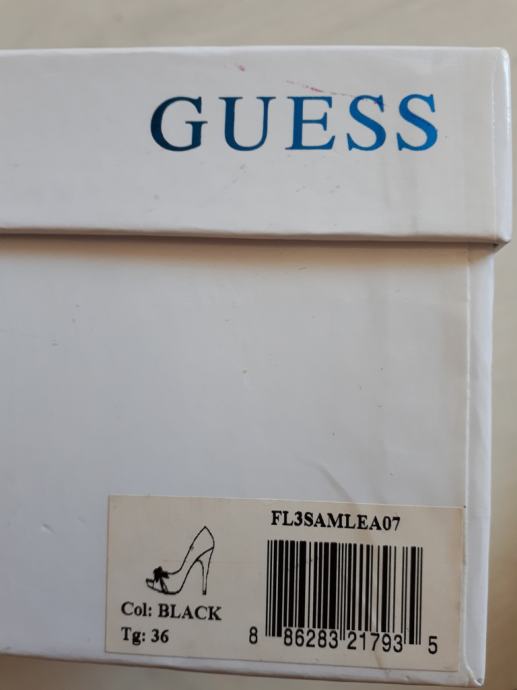 GUESS
FL3SAMLEA07
Col: BLACK
Tg: 36
8 86283 21793 5